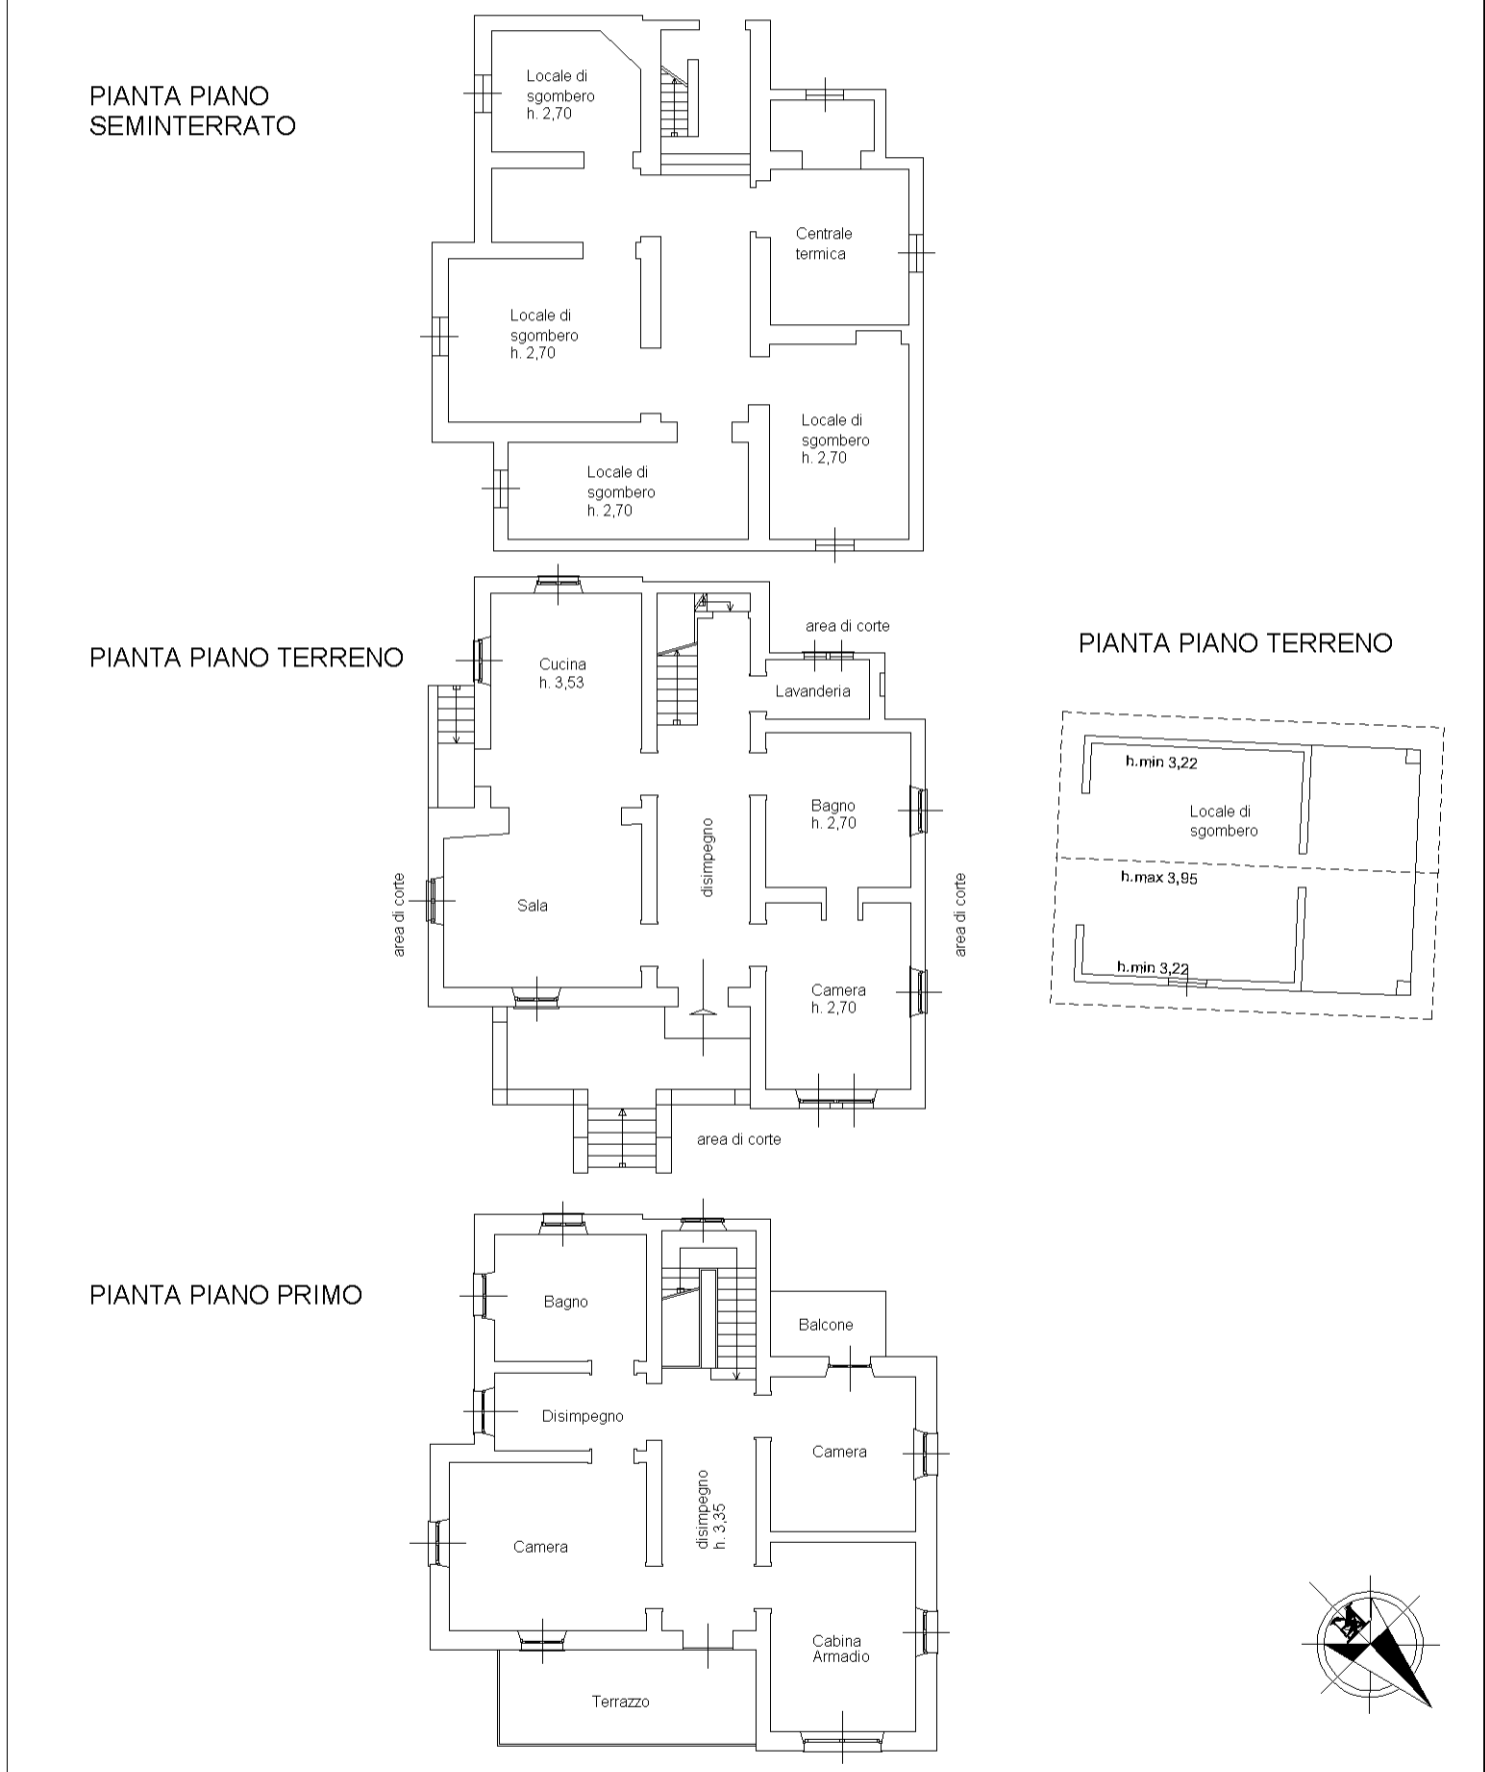 PIANTA PIANO
SEMINTERRATO
Locale di
sgombero
h. 2,70
Centrale
termica
Locale di
sgombero
h. 2,70
Locale di
sgombero
h. 2,70
Locale di
sgombero
h. 2,70
PIANTA PIANO TERRENO
area di corte
Cucina
h. 3,53
Lavanderia
Bagno
h. 2,70
disimpegno
area di corte
Sala
area di corte
Camera
h. 2,70
area di corte
PIANTA PIANO TERRENO
h.min 3,22
Locale di
sgombero
h.max 3,95
h.min 3,22
PIANTA PIANO PRIMO
Bagno
Balcone
Disimpegno
Camera
disimpegno
h. 3,35
Camera
Cabina
Armadio
Terrazzo